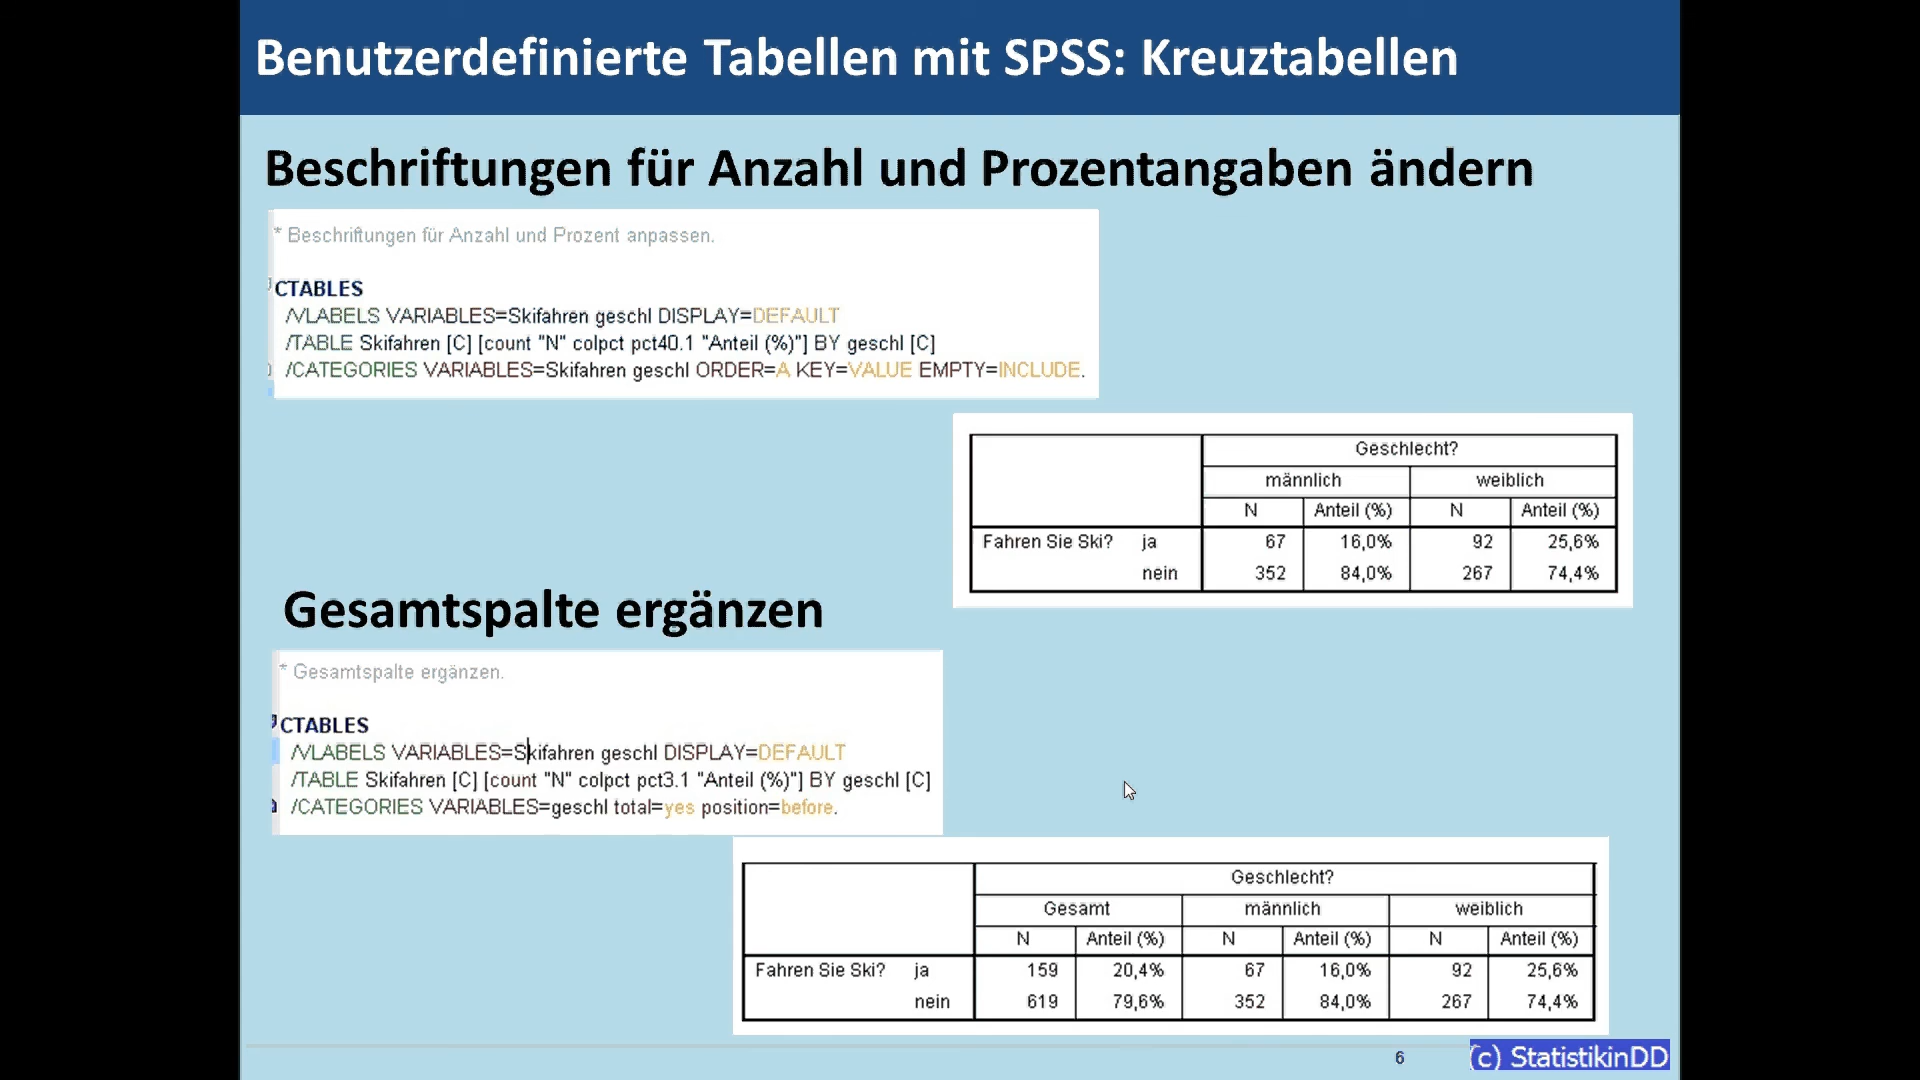 Benutzerdefinierte Tabellen mit SPSS: Kreuztabellen
Beschriftungen für Anzahl und Prozentangaben ändern
* Beschriftungen für Anzahl und Prozent anpassen.
CTABLES
/VLABELS VARIABLES=Skifahren geschl DISPLAY=DEFAULT
/TABLE Skifahren [C] [count "N" colpct pct40.1 "Anteil (%)"] BY geschl [C]
/CATEGORIES VARIABLES=Skifahren geschl ORDER=A KEY=VALUE EMPTY=INCLUDE.
Geschlecht?
männlich weiblich
N Anteil (%) N Anteil (%)
Fahren Sie Ski? ja 67 16,0% 92 25,6%
nein 352 84,0% 267 74,4%
Gesamtspalte ergänzen
* Gesamtspalte ergänzen.
CTABLES
/VLABELS VARIABLES=Skifahren geschl DISPLAY=DEFAULT
/TABLE Skifahren [C] [count "N" colpct pct3.1 "Anteil (%)"] BY geschl [C]
/CATEGORIES VARIABLES=geschl total=yes position=before.
Geschlecht?
Gesamt männlich weiblich
N Anteil (%) N Anteil (%) N Anteil (%)
Fahren Sie Ski? ja 159 20,4% 67 16,0% 92 25,6%
nein 619 79,6% 352 84,0% 267 74,4%
6
(c) StatistikinDD